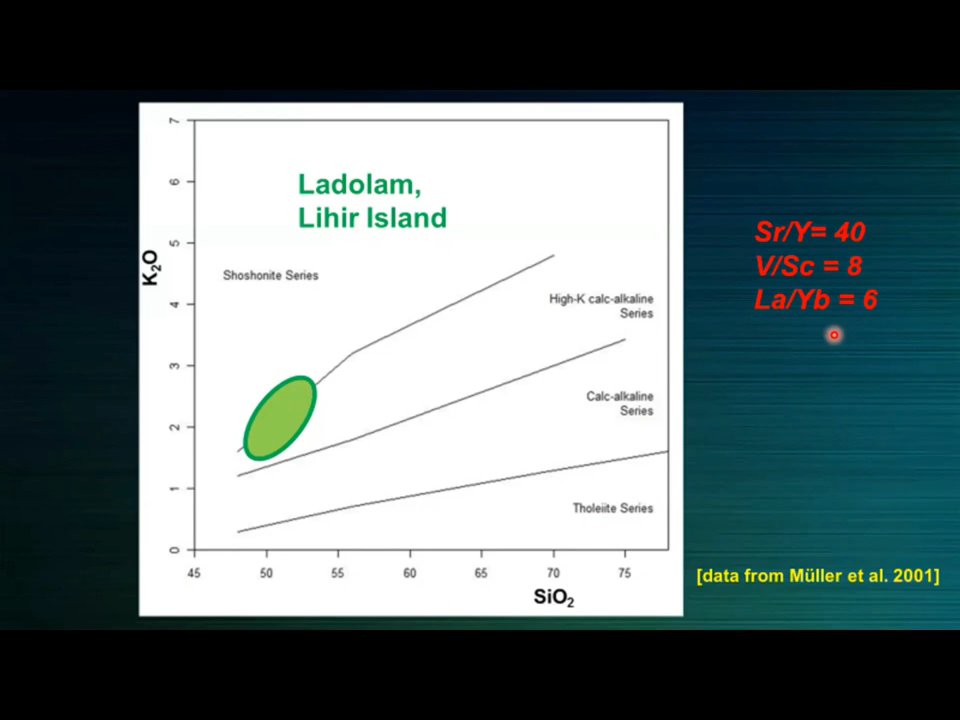 Ladolam,
Lihir Island
Sr/Y= 40
V/Sc = 8
La/Yb = 6
K₂O
7
6
5
4
3
2
1
0
Shoshonite Series
High-K calc-alkaline
Series
Calc-alkaline
Series
Tholeiite Series
45 50 55 60 65 70 75
SiO₂
[data from Müller et al. 2001]